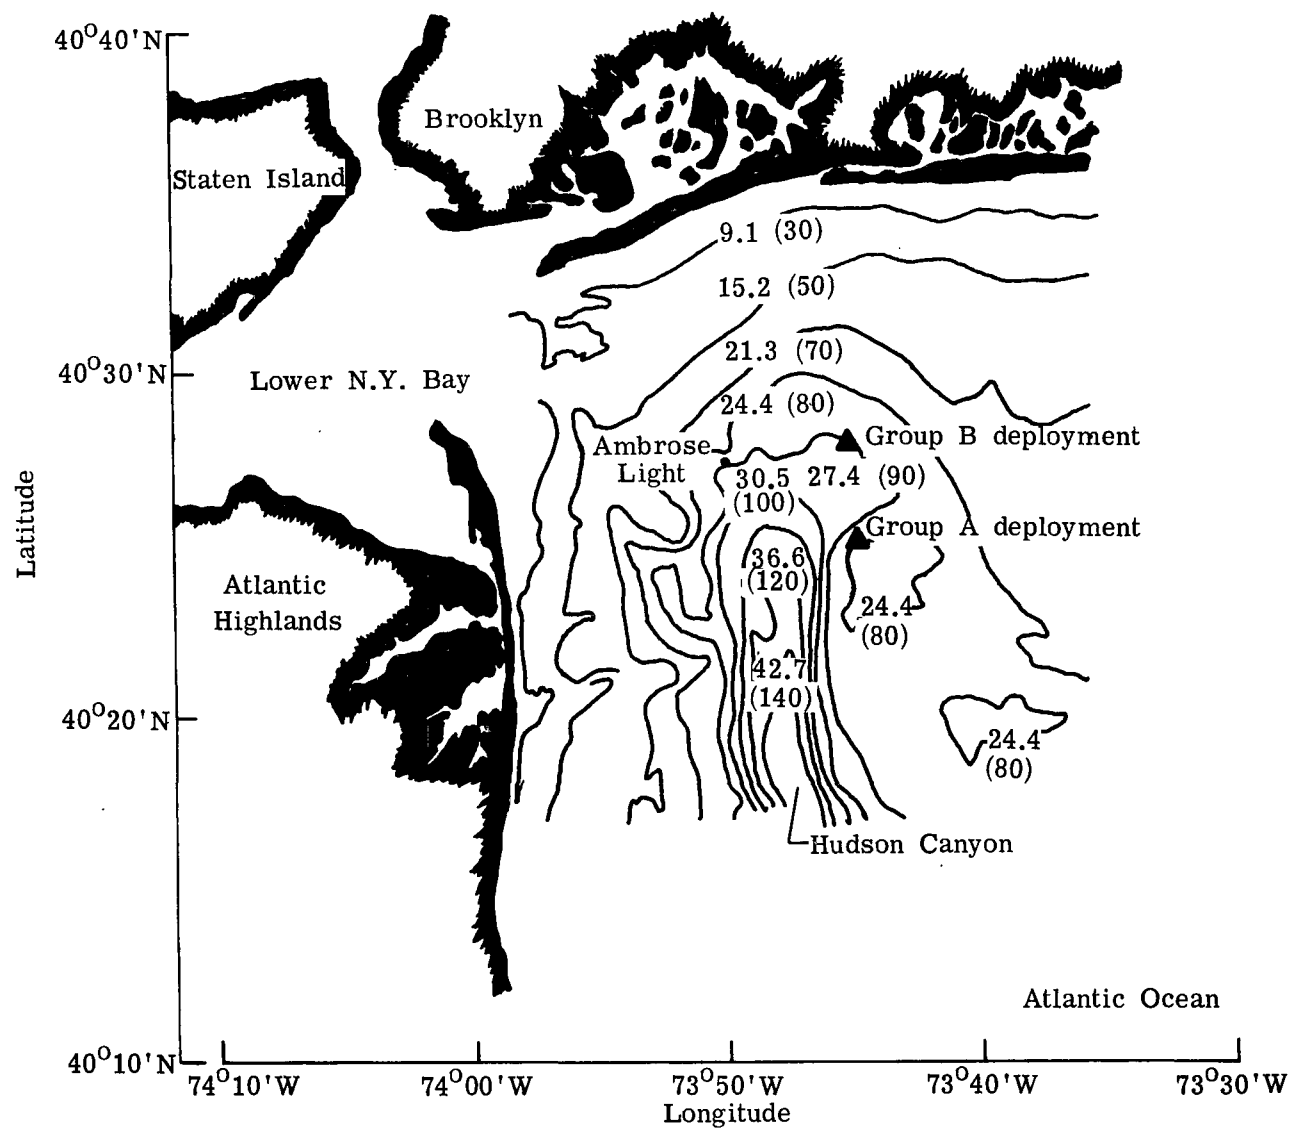 40°40'N
Brooklyn
Staten Island
9.1 (30)
15.2 (50)
21.3 (70)
40°30'N
Lower N.Y. Bay
24.4 (80)
Ambrose
Light
Group B deployment
30.5
(100)
27.4 (90)
Group A deployment
Latitude
36.6
(120)
Atlantic
Highlands
24.4
(80)
42.7
(140)
40°20'N
24.4
(80)
Hudson Canyon
Atlantic Ocean
40°10'N
74°10'W
74°00'W
73°50'W
73°40'W
73°30'W
Longitude